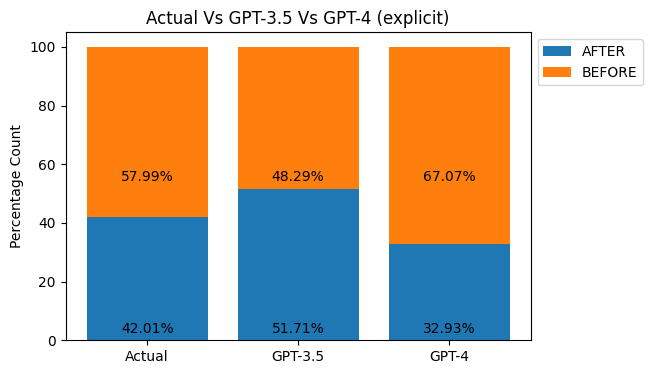 Actual Vs GPT-3.5 Vs GPT-4 (explicit)
Percentage Count
100
80
60
40
20
0
57.99%
48.29%
67.07%
42.01%
51.71%
32.93%
Actual
GPT-3.5
GPT-4
AFTER
BEFORE